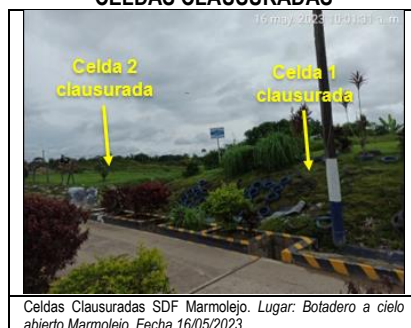 CELDAS CLAUSURADAS
16 may. 2023 10:01:31 a. m.
Celda 2
clausurada
Celda 1
clausurada
Celdas Clausuradas SDF Marmolejo. Lugar: Botadero a cielo
abierto Marmolejo. Fecha 16/05/2023